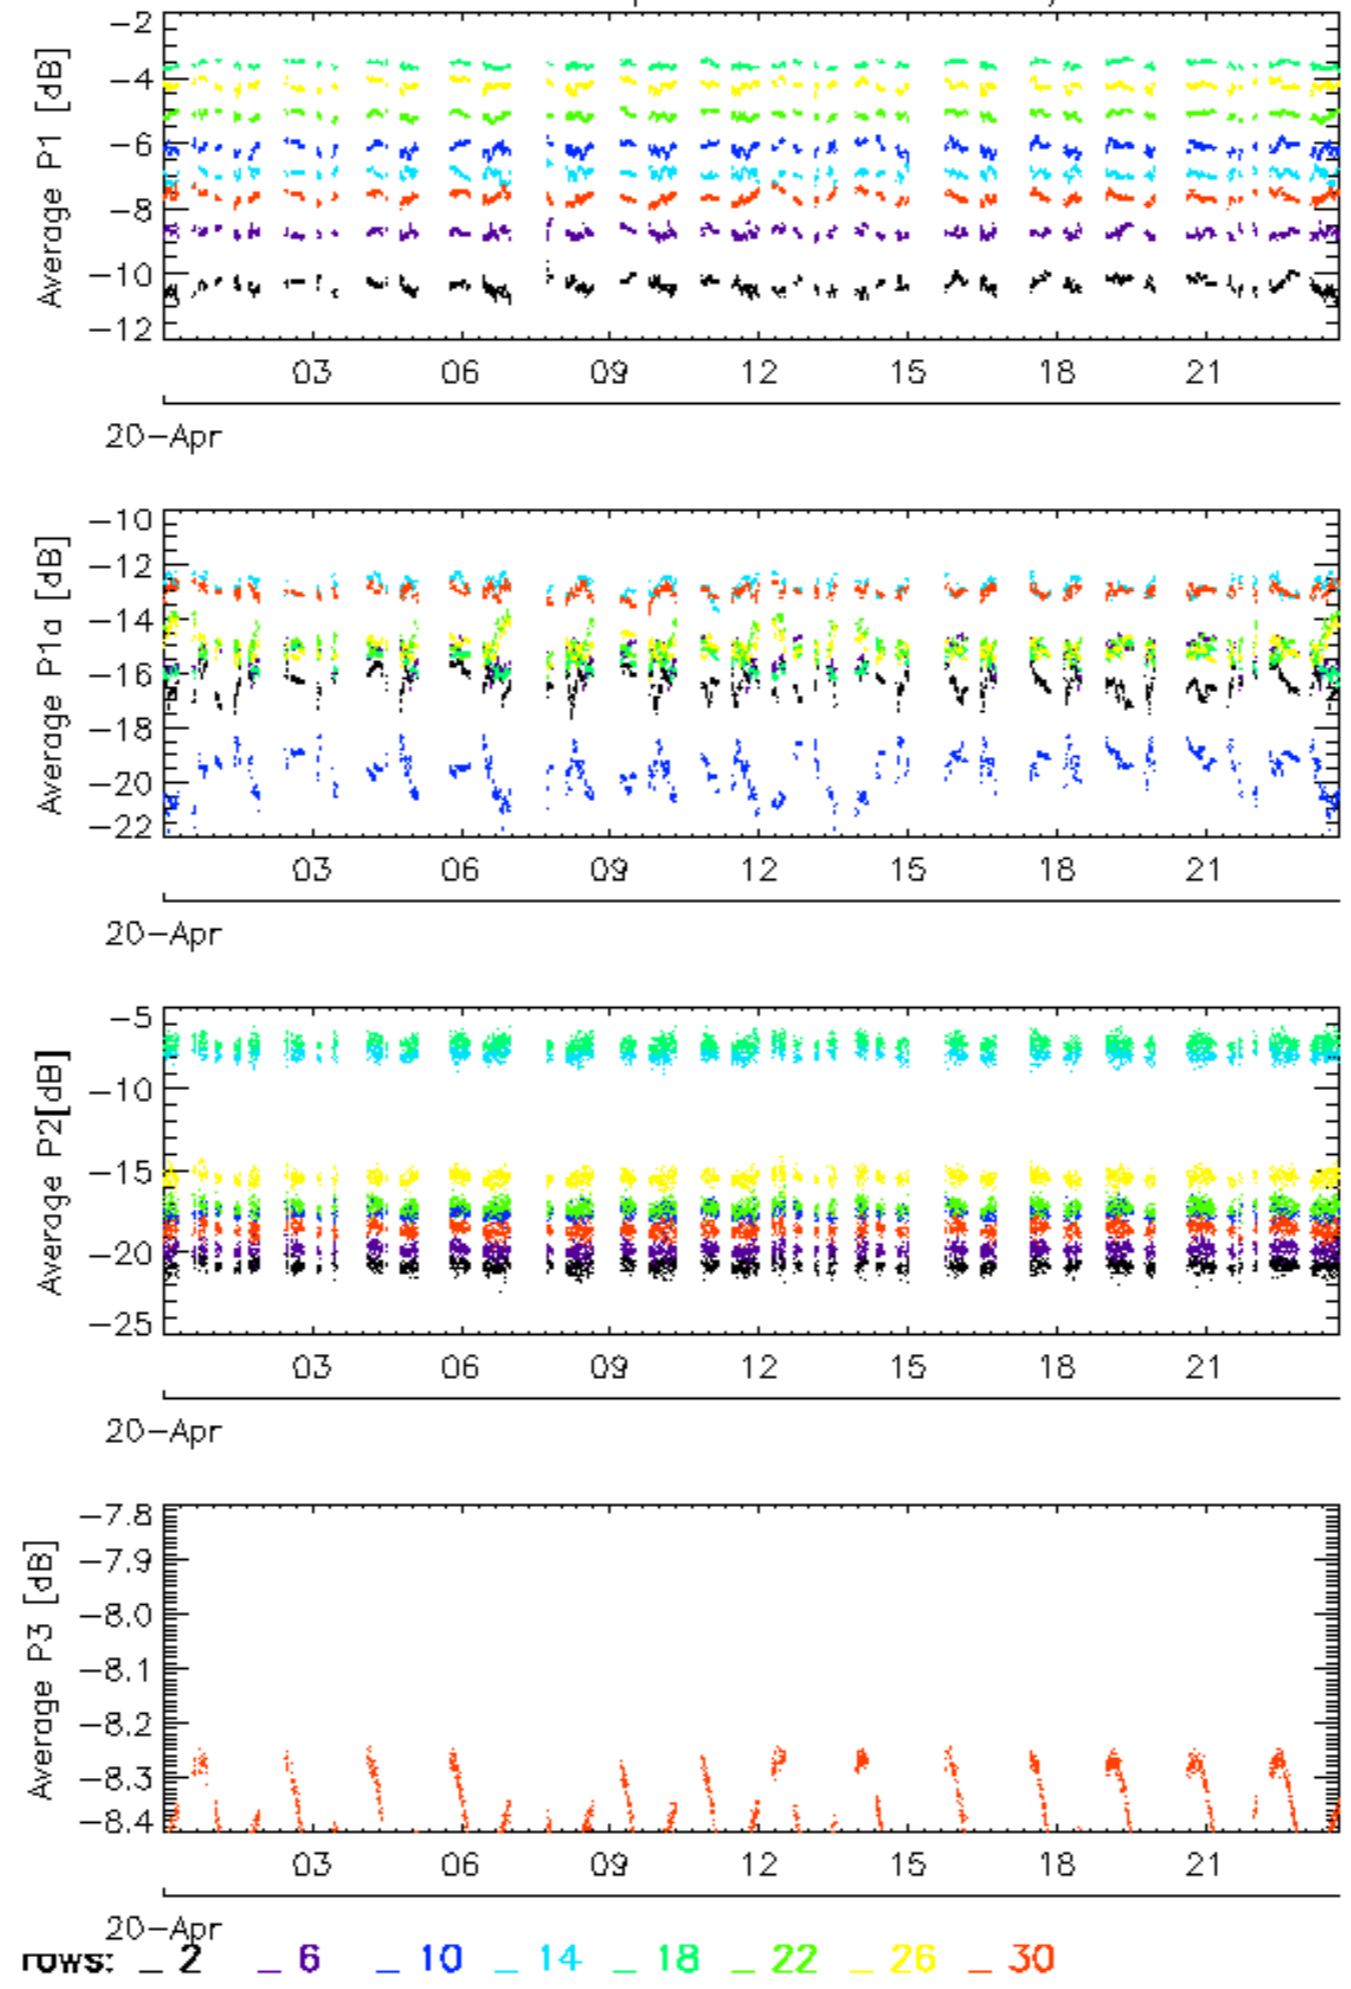 -2
-4
-6
-8
-10
-12
Average P1 [dB]
03 06 09 12 15 18 21
20-Apr
-10
-12
-14
-16
-18
-20
-22
Average P1a [dB]
03 06 09 12 15 18 21
20-Apr
-5
-10
-15
-20
-25
Average P2[dB]
03 06 09 12 15 18 21
20-Apr
-7.8
-7.9
-8.0
-8.1
-8.2
-8.3
-8.4
Average P3 [dB]
03 06 09 12 15 18 21
20-Apr
rows: _ 2 _ 6 _ 10 _ 14 _ 18 _ 22 _ 26 _ 30